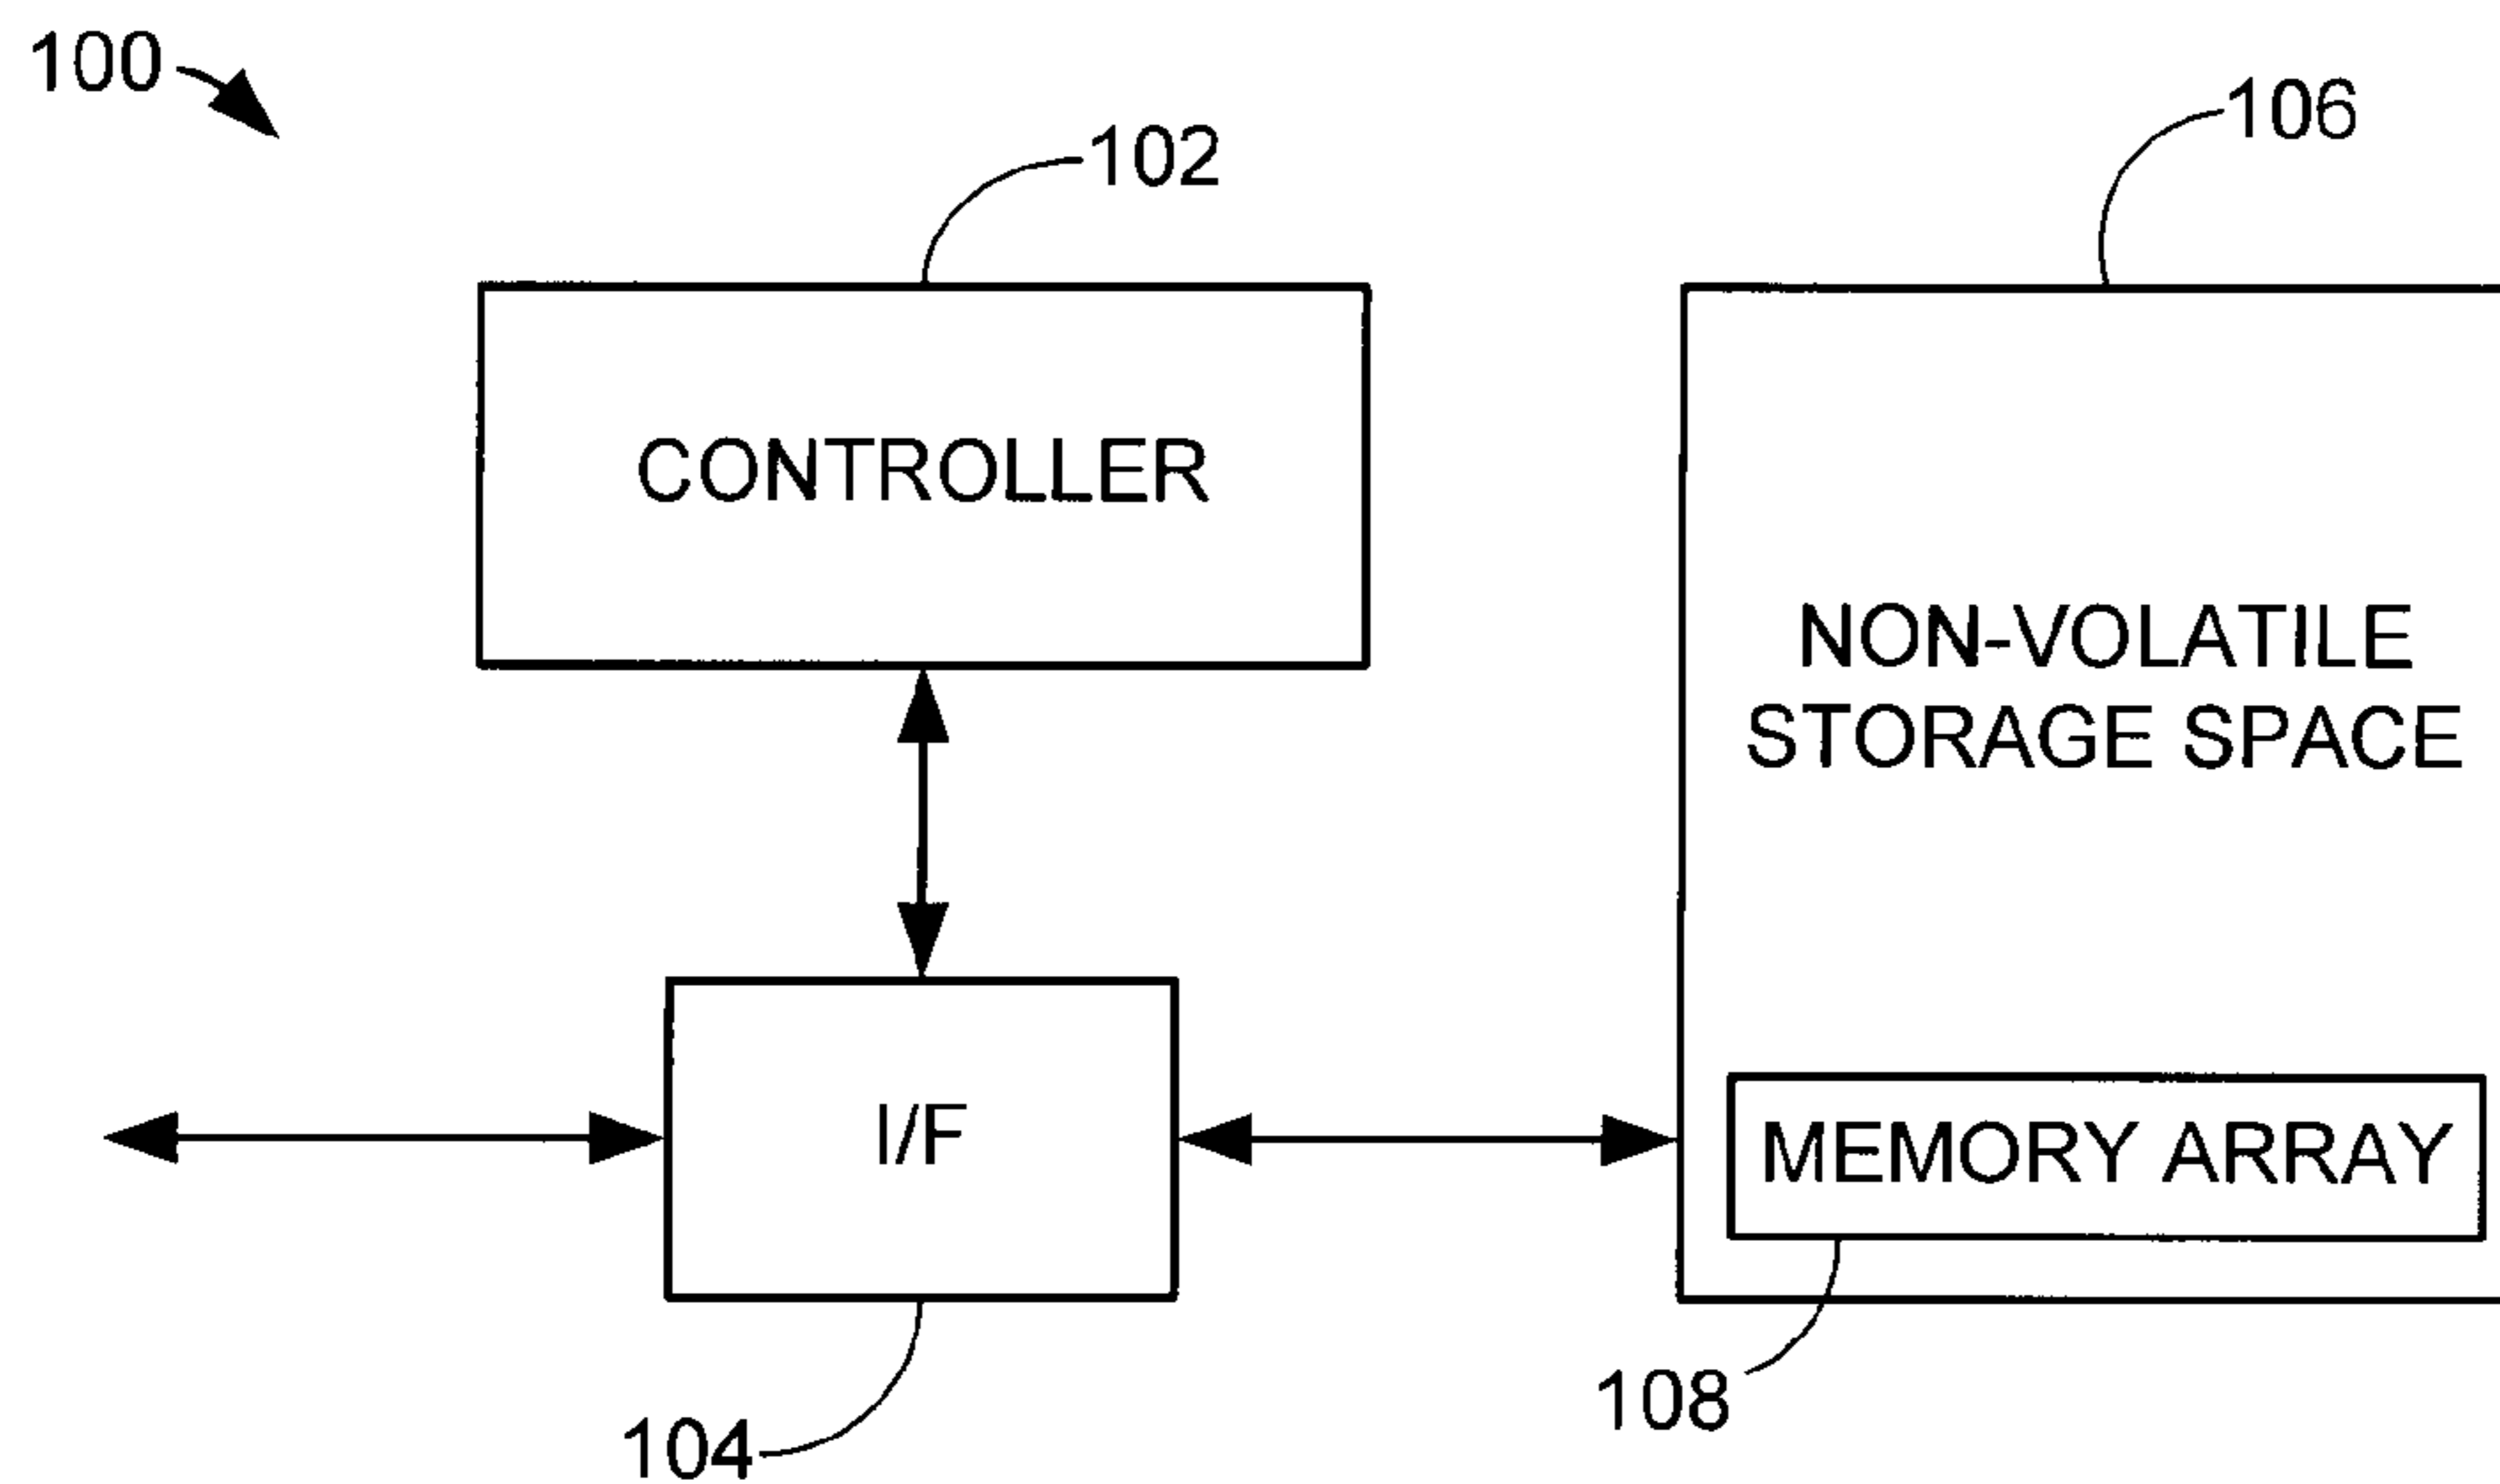 100
102
106
CONTROLLER
NON-VOLATILE
STORAGE SPACE
I/F
MEMORY ARRAY
108
104